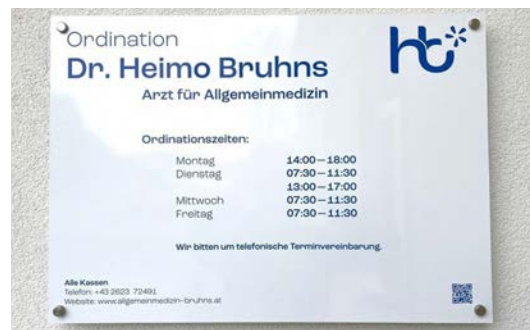 Ordination
Dr. Heimo Bruhns
Arzt für Allgemeinmedizin
Ordinationszeiten:
Montag 14:00 – 18:00
Dienstag 07:30 – 11:30
13:00 – 17:00
Mittwoch 07:30 – 11:30
Freitag 07:30 – 11:30
Wir bitten um telefonische Terminvereinbarung.
Alle Kassen
Telefon: +43 2623 72491
Website: www.allgemeinmedizin-bruhns.at